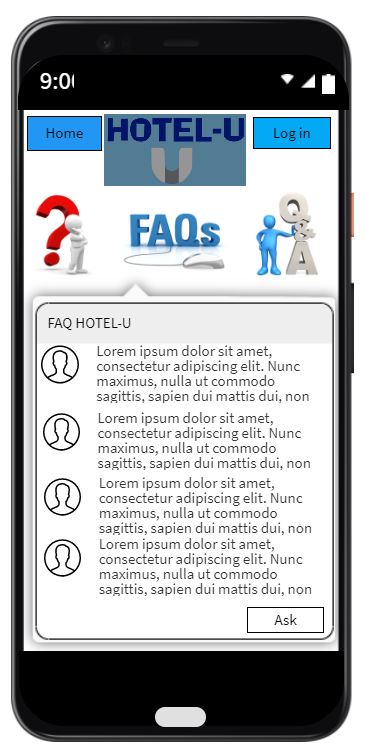 9:00
Home
HOTEL-U
U
Log in
?
FAQs
Q
&
A
FAQ HOTEL-U
Lorem ipsum dolor sit amet,
consectetur adipiscing elit. Nunc
maximus, nulla ut commodo
sagittis, sapien dui mattis dui, non
Lorem ipsum dolor sit amet,
consectetur adipiscing elit. Nunc
maximus, nulla ut commodo
sagittis, sapien dui mattis dui, non
Lorem ipsum dolor sit amet,
consectetur adipiscing elit. Nunc
maximus, nulla ut commodo
sagittis, sapien dui mattis dui, non
Lorem ipsum dolor sit amet,
consectetur adipiscing elit. Nunc
maximus, nulla ut commodo
sagittis, sapien dui mattis dui, non
Ask